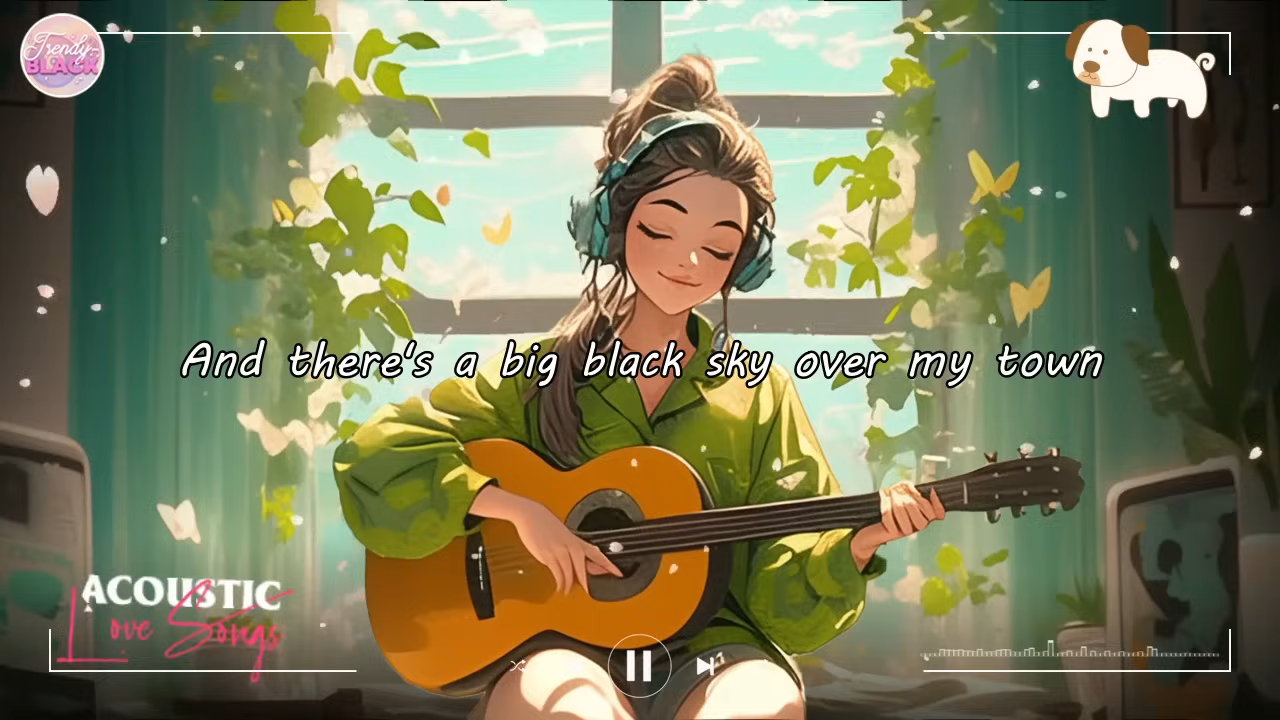 Trendy
BLACK
And there's a big black sky over my town
ACOUSTIC
Love Songs